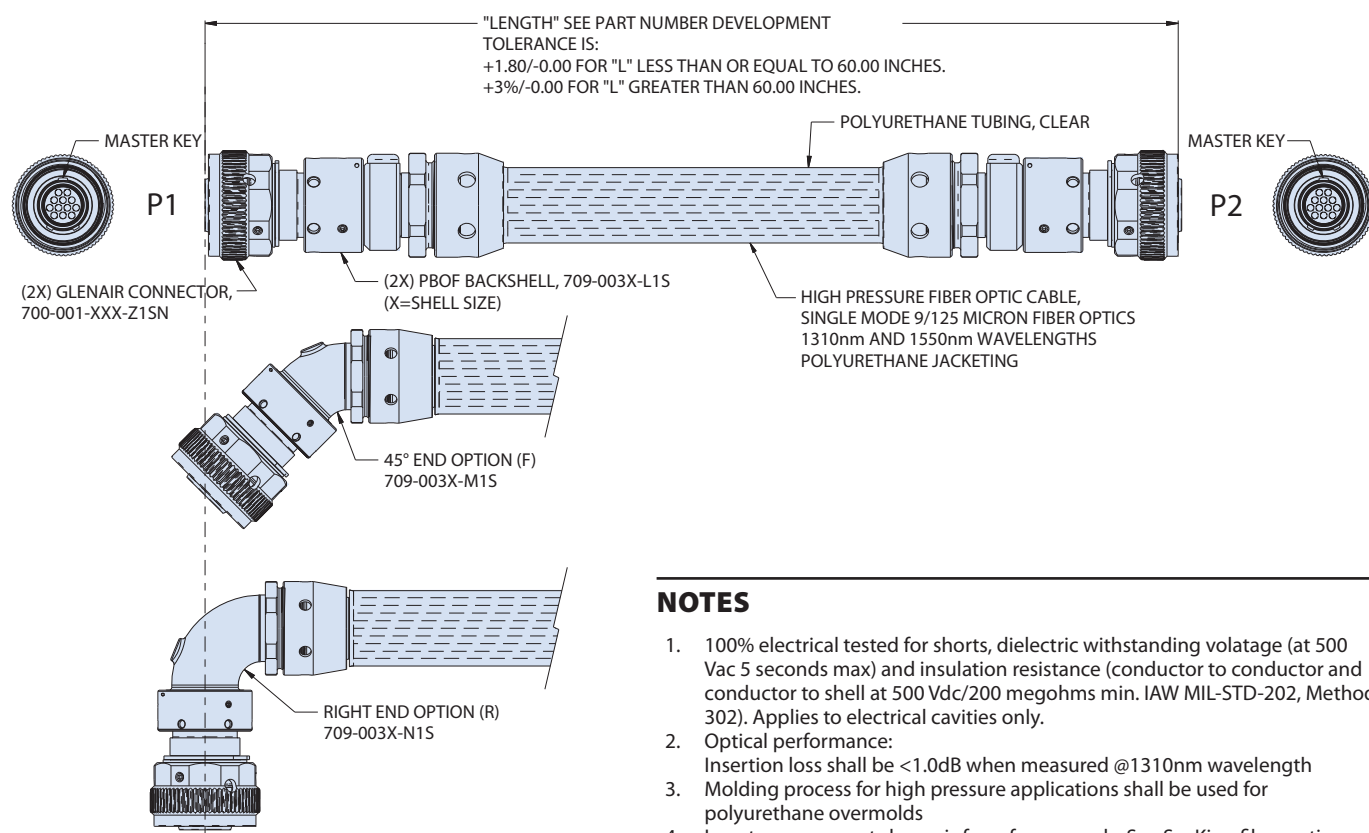 "LENGTH" SEE PART NUMBER DEVELOPMENT
TOLERANCE IS:
+1.80/-0.00 FOR "L" LESS THAN OR EQUAL TO 60.00 INCHES.
+3%/-0.00 FOR "L" GREATER THAN 60.00 INCHES.
MASTER KEY
P1
POLYURETHANE TUBING, CLEAR
MASTER KEY
P2
(2X) GLENAIR CONNECTOR,
700-001-XXX-Z1SN
(2X) PBOF BACKSHELL, 709-003X-L1S
(X=SHELL SIZE)
HIGH PRESSURE FIBER OPTIC CABLE,
SINGLE MODE 9/125 MICRON FIBER OPTICS
1310nm AND 1550nm WAVELENGTHS
POLYURETHANE JACKETING
45° END OPTION (F)
709-003X-M1S
RIGHT END OPTION (R)
709-003X-N1S
NOTES
1. 100% electrical tested for shorts, dielectric withstanding volatage (at 500
Vac 5 seconds max) and insulation resistance (conductor to conductor and
conductor to shell at 500 Vdc/200 megohms min. IAW MIL-STD-202, Method
302). Applies to electrical cavities only.
2. Optical performance:
Insertion loss shall be <1.0dB when measured @1310nm wavelength
3. Molding process for high pressure applications shall be used for
polyurethane overmolds
4.